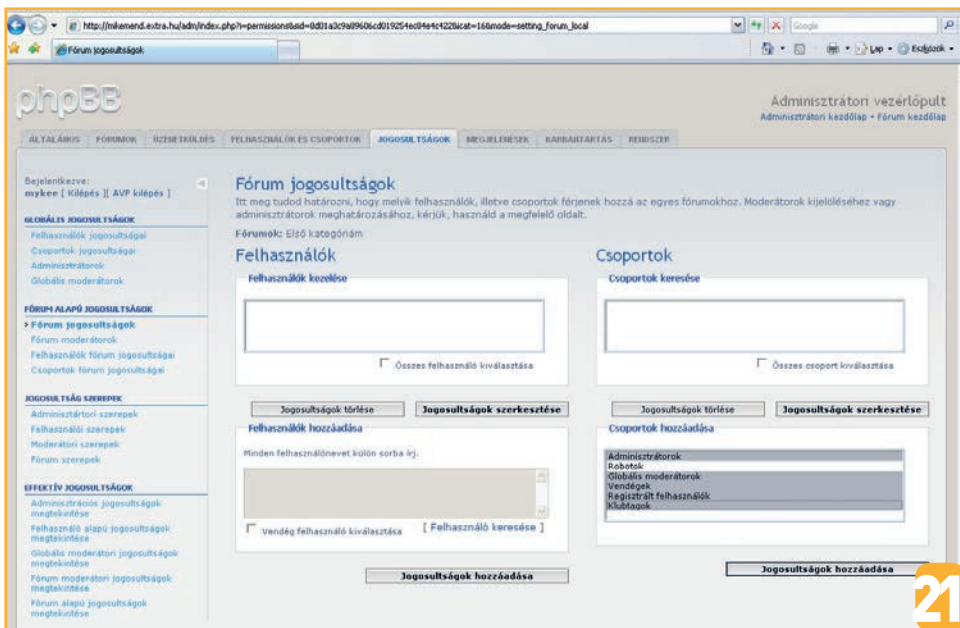 http://mikemend.extra.hu/adm/index.php?i=permissions&sid=0d01a3c9a09606cd019254ec04e4c422&icat=16&mode=setting_forum_local
Google
Fórum jogosultságok
Lap
Eszközök
phpBB
Adminisztrátori vezérlőpult
Adminisztrátori kezdőlap • Fórum kezdőlap
ÁLTALÁNOS FÓRUMOK ÜZENETKÜLDÉS FELHASZNÁLÓK ÉS CSOPORTOK JOGOSULTSÁGOK MEGJELENÉSEK KARBANTARTÁS RENDSZER
Bejelentkezve:
mykee [ Kilépés ][ AVP kilépés ]
GLOBÁLIS JOGOSULTSÁGOK
Felhasználók jogosultságai
Csoportok jogosultságai
Adminisztrátorok
Globális moderátorok
FÓRUM ALAPÚ JOGOSULTSÁGOK
Fórum jogosultságok
Fórum moderátorok
Felhasználók fórum jogosultságai
Csoportok fórum jogosultságai
JOGOSULTSÁG SZEREPEK
Adminisztártori szerepek
Felhasználói szerepek
Moderátori szerepek
Fórum szerepek
EFFEKTÍV JOGOSULTSÁGOK
Adminisztrációs jogosultságok
megtekintése
Felhasználó alapú jogosultságok
megtekintése
Globális moderátori jogosultságok
megtekintése
Fórum moderátori jogosultságok
megtekintése
Fórum alapú jogosultságok
megtekintése
Fórum jogosultságok
Itt meg tudod határozni, hogy melyik felhasználók, illetve csoportok férjenek hozzá az egyes fórumokhoz. Moderátorok kijelöléséhez vagy
adminisztrátorok meghatározásához, kérjük, használd a megfelelő oldalt.
Fórumok: Első kategóriám
Felhasználók
Felhasználók kezelése
Összes felhasználó kiválasztása
Jogosultságok törlése Jogosultságok szerkesztése
Felhasználók hozzáadása
Minden felhasználónevet külön sorba írj.
Vendég felhasználó kiválasztása [ Felhasználó keresése ]
Jogosultságok hozzáadása
Csoportok
Csoportok keresése
Összes csoport kiválasztása
Jogosultságok törlése Jogosultságok szerkesztése
Csoportok hozzáadása
Adminisztrátorok
Robotok
Globális moderátorok
Vendégek
Regisztrált felhasználók
Klubtagok
Jogosultságok hozzáadása
21